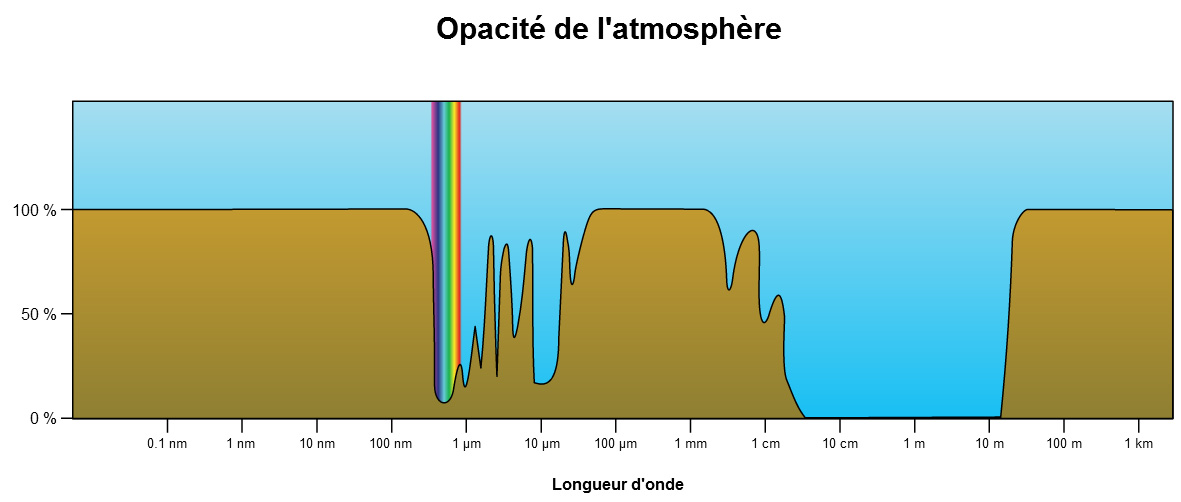 Opacité de l'atmosphère
100 %
50 %
0 %
0.1 nm 1 nm 10 nm 100 nm 1 µm 10 µm 100 µm 1 mm 1 cm 10 cm 1 m 10 m 100 m 1 km
Longueur d'onde